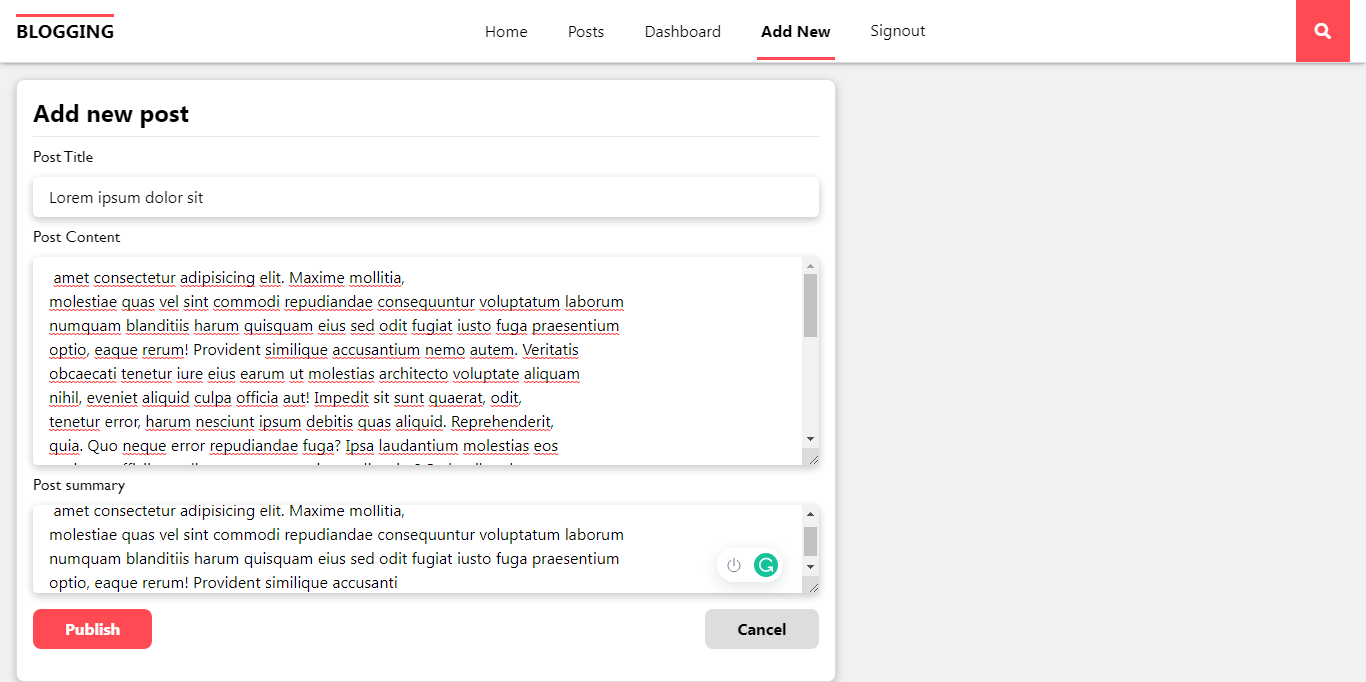 BLOGGING
Home Posts Dashboard Add New Signout
Add new post
Post Title
Lorem ipsum dolor sit
Post Content
amet consectetur adipisicing elit. Maxime mollitia,
molestiae quas vel sint commodi repudiandae consequuntur voluptatum laborum
numquam blanditiis harum quisquam eius sed odit fugiat iusto fuga praesentium
optio, eaque rerum! Provident similique accusantium nemo autem. Veritatis
obcaecati tenetur iure eius earum ut molestias architecto voluptate aliquam
nihil, eveniet aliquid culpa officia aut! Impedit sit sunt quaerat, odit,
tenetur error, harum nesciunt ipsum debitis quas aliquid. Reprehenderit,
quia. Quo neque error repudiandae fuga? Ipsa laudantium molestias eos
Post summary
amet consectetur adipisicing elit. Maxime mollitia,
molestiae quas vel sint commodi repudiandae consequuntur voluptatum laborum
numquam blanditiis harum quisquam eius sed odit fugiat iusto fuga praesentium
optio, eaque rerum! Provident similique accusanti
Publish Cancel